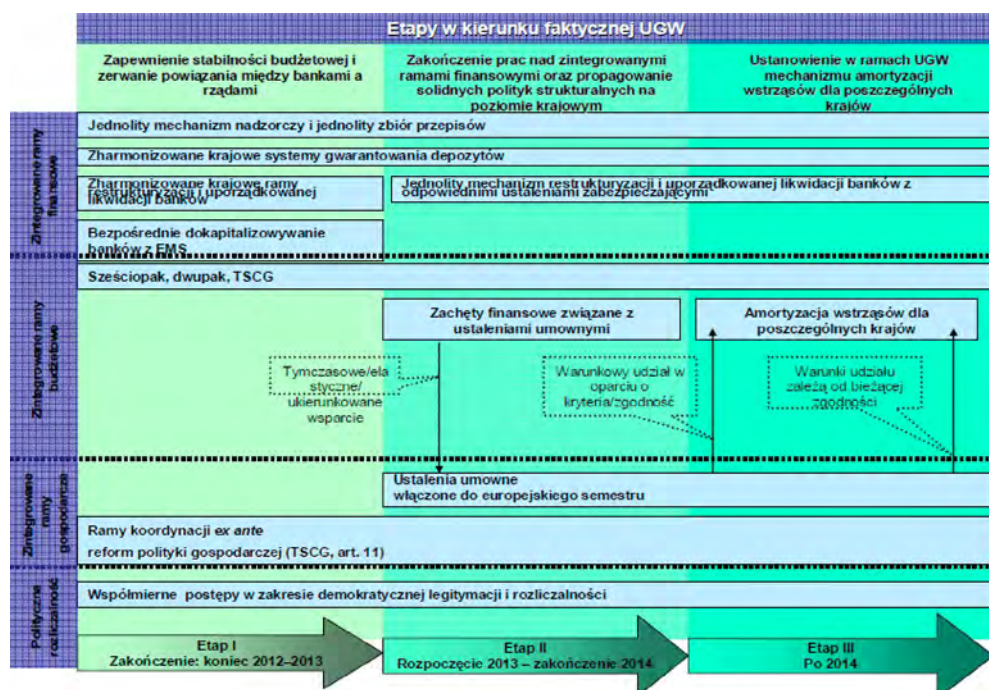 Etapy w kierunku faktycznej UGW
Zapewnienie stabilności budżetowej i
zerwanie powiązania między bankami a
rządami
Zakończenie prac nad zintegrowanymi
ramami finansowymi oraz propagowanie
solidnych polityk strukturalnych na
poziomie krajowym
Ustanowienie w ramach UGW
mechanizmu amortyzacji
wstrząsów dla poszczególnych
krajów
Zintegrowane ramy
finansowe
Jednolity mechanizm nadzorczy i jednolity zbiór przepisów
Zharmonizowane krajowe systemy gwarantowania depozytów
Zharmonizowane krajowe ramy
restrukturyzacji i uporządkowanej
likwidacji banków
Jednolity mechanizm restrukturyzacji i uporządkowanej likwidacji banków z
odpowiednimi ustaleniami zabezpieczającymi
Bezpośrednie dokapitalizowywanie
banków z EMS
Zintegrowane ramy
budżetowe
Sześciopak, dwupak, TSCG
Zachęty finansowe związane z
ustaleniami umownymi
Amortyzacja wstrząsów dla
poszczególnych krajów
Tymczasowe/ela
styczne/
ukierunkowane
wsparcie
Warunkowy udział w
oparciu o
kryteria/zgodność
Warunki udziału
zależą od bieżącej
zgodności
Zintegrowane
ramy
gospodarcze
Ustalenia umowne
włączone do europejskiego semestru
Ramy koordynacji ex ante
reform polityki gospodarczej (TSCG, art. 11)
Polityczne
rozliczalność
Współmierne postępy w zakresie demokratycznej legitymacji i rozliczalności
Etap I
Zakończenie: koniec 2012–2013
Etap II
Rozpoczęcie 2013 – zakończenie 2014
Etap III
Po 2014